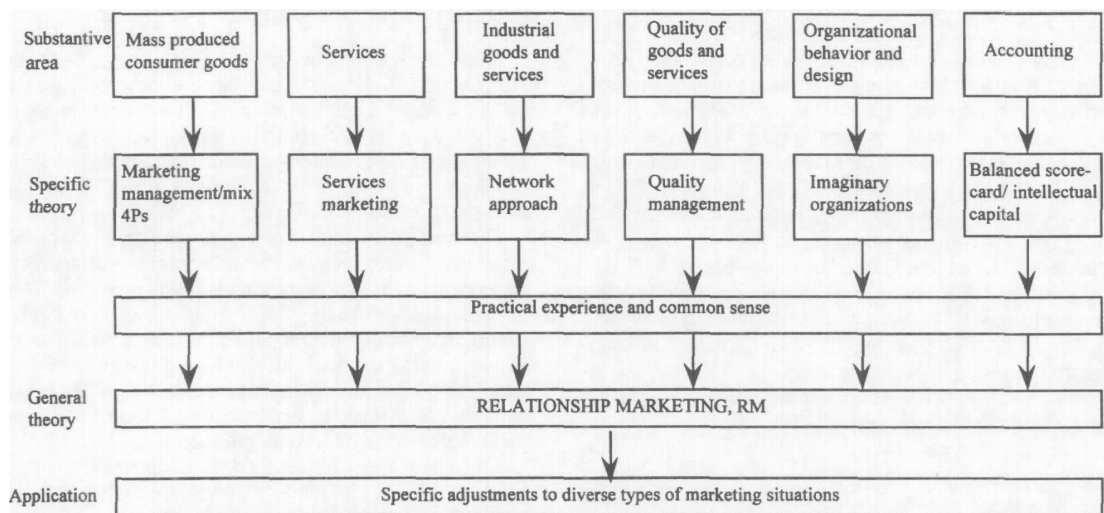 Substantive
area
Mass produced
consumer goods
Services
Industrial
goods and
services
Quality of
goods and
services
Organizational
behaviour and
design
Accounting
Specific
theory
Marketing
management/mix
4Ps
Services
marketing
Network
approach
Quality
management
Imaginary
organizations
Balanced score-
card/ intellectual
capital
Practical experience and common sense
General
theory
RELATIONSHIP MARKETING, RM
Application
Specific adjustments to diverse types of marketing situations